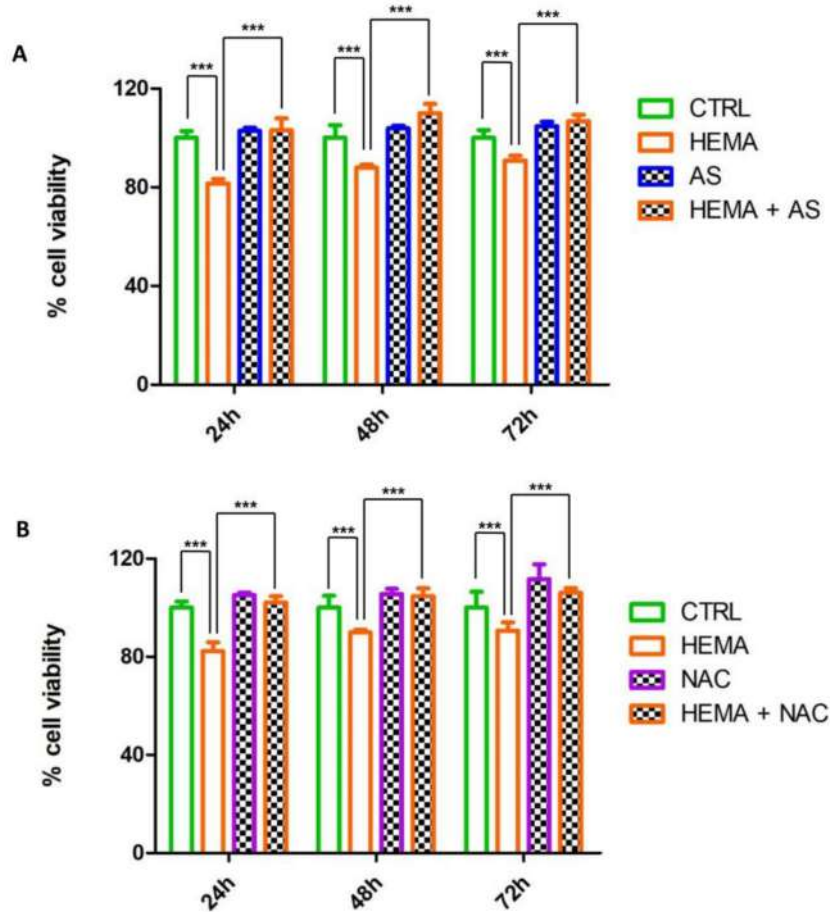 A
*** *** *** *** *** ***
120
80
40
0
% cell viability
24h 48h 72h
CTRL
HEMA
AS
HEMA + AS
B
*** *** *** *** *** ***
120
80
40
0
% cell viability
24h 48h 72h
CTRL
HEMA
NAC
HEMA + NAC